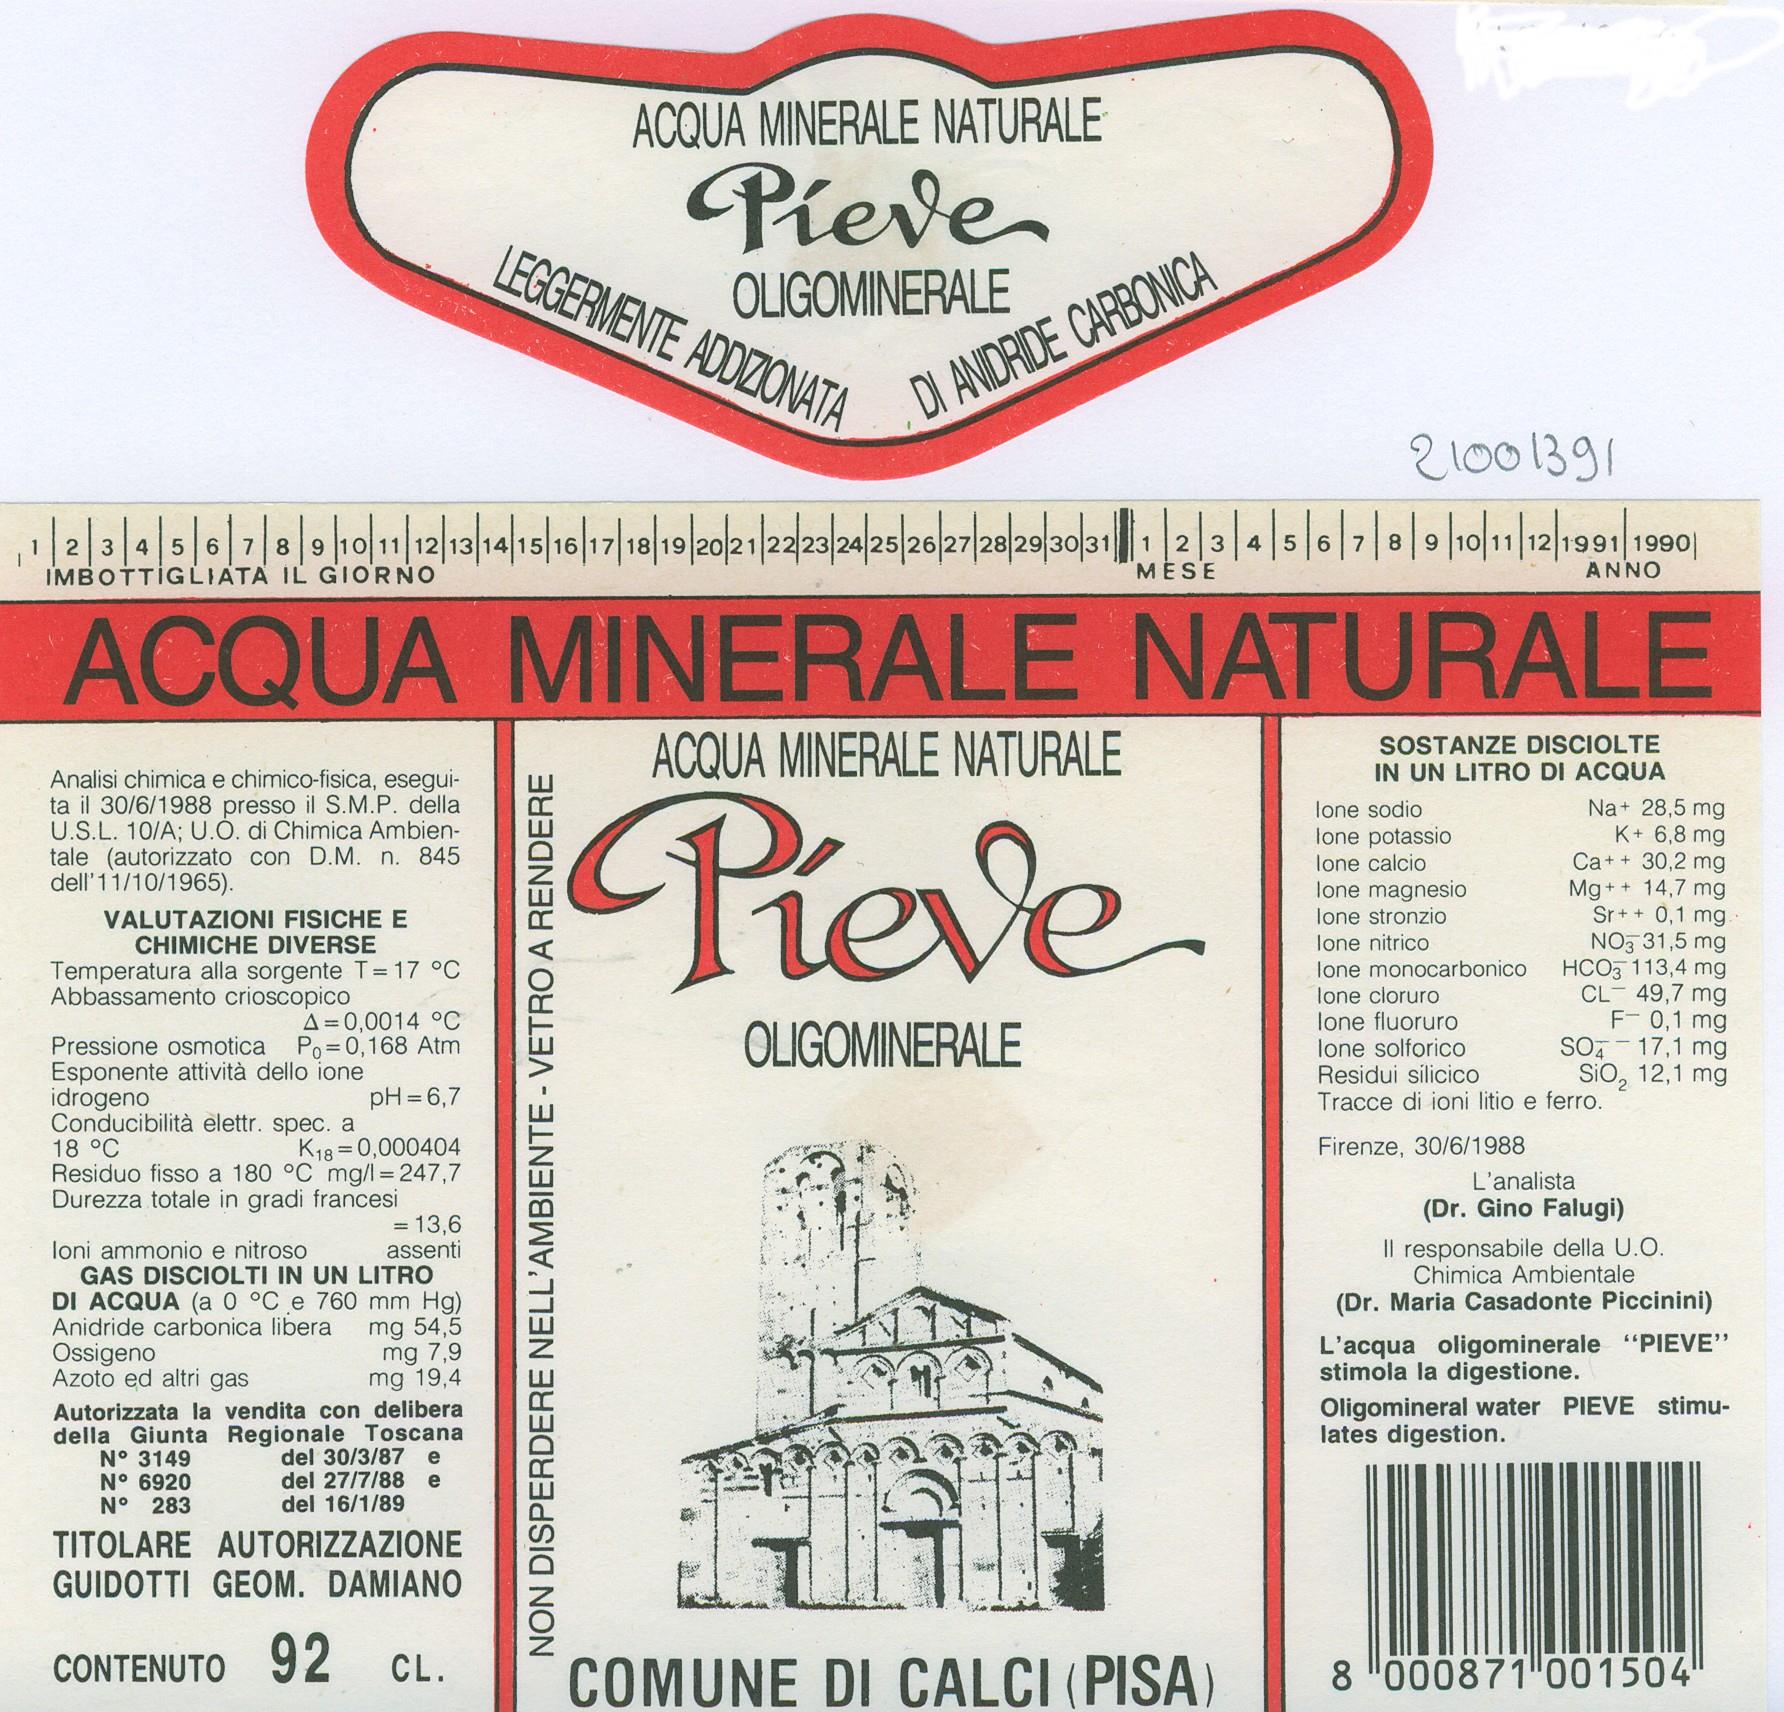 ACQUA MINERALE NATURALE
Pieve
OLIGOMINERALE
LEGGERMENTE ADDIZIONATA DI ANIDRIDE CARBONICA
21001391
1 2 3 4 5 6 7 8 9 10 11 12 13 14 15 16 17 18 19 20 21 22 23 24 25 26 27 28 29 30 31 1 2 3 4 5 6 7 8 9 10 11 12 1991 1990
IMBOTTIGLIATA IL GIORNO MESE ANNO
ACQUA MINERALE NATURALE
Analisi chimica e chimico-fisica, esegui-
ta il 30/6/1988 presso il S.M.P. della
U.S.L. 10/A; U.O. di Chimica Ambien-
tale (autorizzato con D.M. n. 845
dell'11/10/1965).
VALUTAZIONI FISICHE E
CHIMICHE DIVERSE
Temperatura alla sorgente T=17 °C
Abbassamento crioscopico
Δ=0,0014 °C
Pressione osmotica P0=0,168 Atm
Esponente attività dello ione
idrogeno pH=6,7
Conducibilità elettr. spec. a
18 °C K18=0,000404
Residuo fisso a 180 °C mg/l=247,7
Durezza totale in gradi francesi
=13,6
Ioni ammonio e nitroso assenti
GAS DISCIOLTI IN UN LITRO
DI ACQUA (a 0 °C e 760 mm Hg)
Anidride carbonica libera mg 54,5
Ossigeno mg 7,9
Azoto ed altri gas mg 19,4
Autorizzata la vendita con delibera
della Giunta Regionale Toscana
N° 3149 del 30/3/87 e
N° 6920 del 27/7/88 e
N° 283 del 16/1/89
TITOLARE AUTORIZZAZIONE
GUIDOTTI GEOM. DAMIANO
CONTENUTO 92 CL.
NON DISPERDERE NELL'AMBIENTE - VETRO A RENDERE
ACQUA MINERALE NATURALE
Pieve
OLIGOMINERALE
COMUNE DI CALCI (PISA)
SOSTANZE DISCIOLTE
IN UN LITRO DI ACQUA
Ione sodio Na+ 28,5 mg
Ione potassio K+ 6,8 mg
Ione calcio Ca++ 30,2 mg
Ione magnesio Mg++ 14,7 mg
Ione stronzio Sr++ 0,1 mg
Ione nitrico NO3- 31,5 mg
Ione monocarbonico HCO3- 113,4 mg
Ione cloruro CL- 49,7 mg
Ione fluoruro F- 0,1 mg
Ione solforico SO4-- 17,1 mg
Residui silicico SiO2 12,1 mg
Tracce di ioni litio e ferro.
Firenze, 30/6/1988
L'analista
(Dr. Gino Falugi)
Il responsabile della U.O.
Chimica Ambientale
(Dr. Maria Casadonte Piccinini)
L'acqua oligominerale "PIEVE"
stimola la digestione.
Oligomineral water PIEVE stimu-
lates digestion.
8 000871 001504